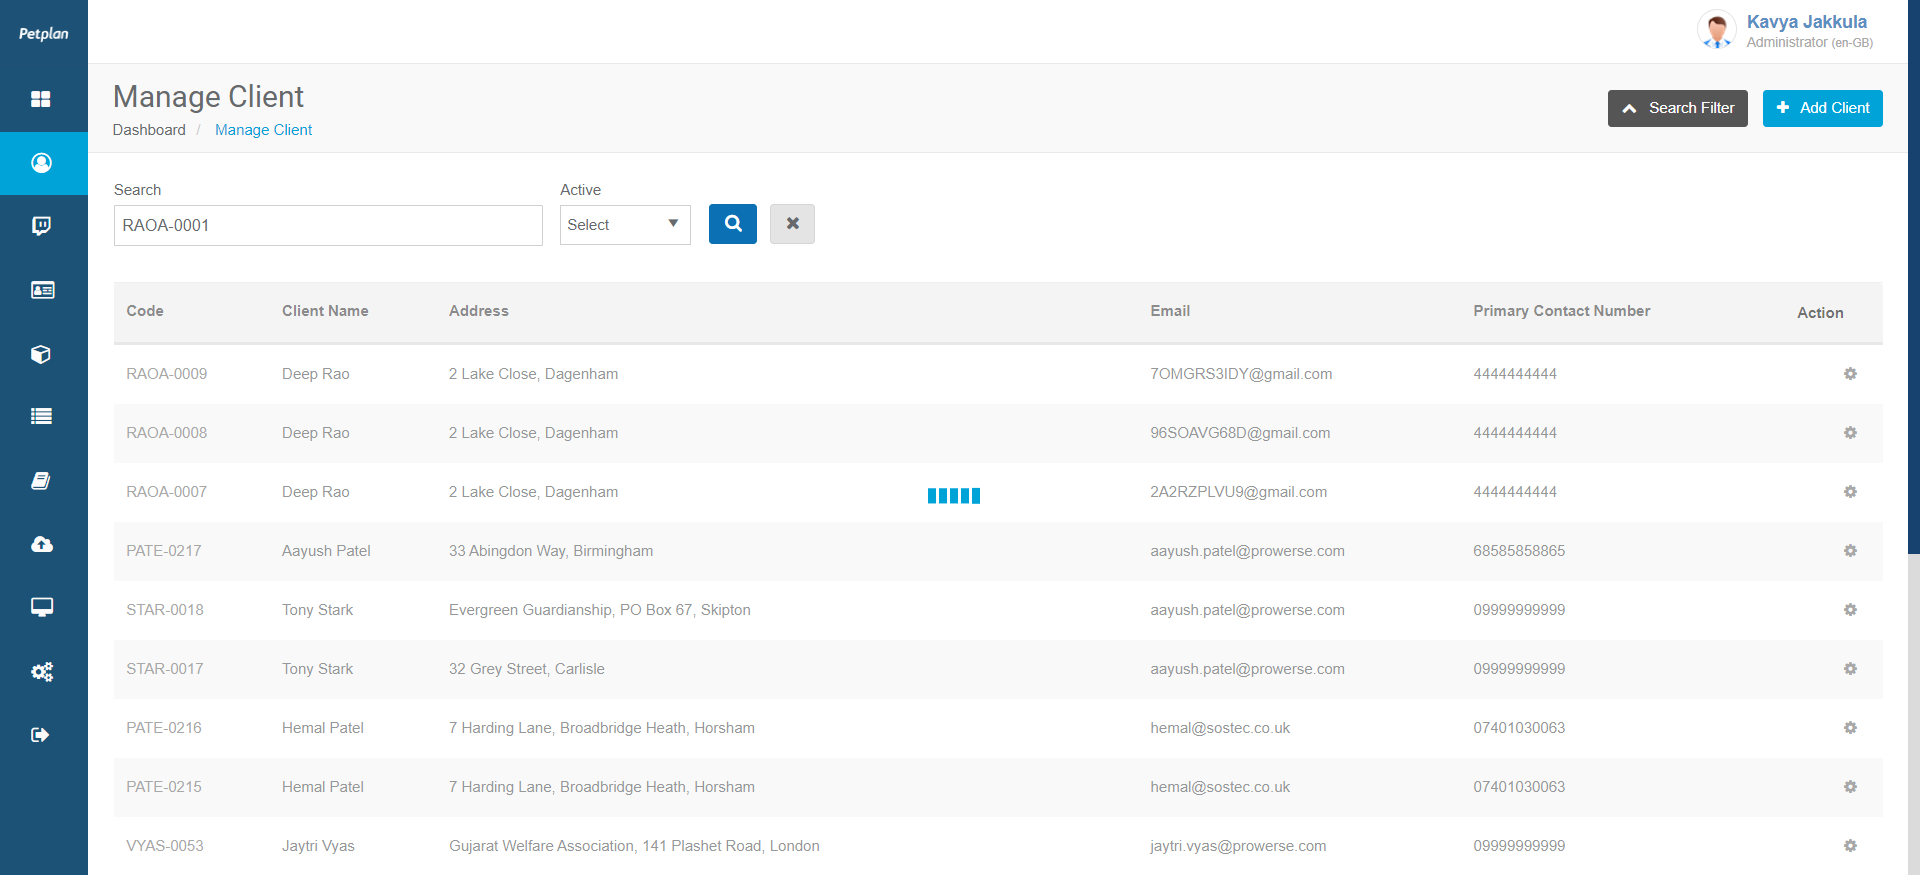 Petplan
Kavya Jakkula
Administrator (en-GB)
Manage Client
Dashboard / Manage Client
Search Filter
Add Client
Search
Active
RAOA-0001
Select
Code Client Name Address Email Primary Contact Number Action
RAOA-0009 Deep Rao 2 Lake Close, Dagenham 7OMGRS3IDY@gmail.com 4444444444
RAOA-0008 Deep Rao 2 Lake Close, Dagenham 96SOAVG68D@gmail.com 4444444444
RAOA-0007 Deep Rao 2 Lake Close, Dagenham 2A2RZPLVU9@gmail.com 4444444444
PATE-0217 Aayush Patel 33 Abingdon Way, Birmingham aayush.patel@prowerse.com 68585858865
STAR-0018 Tony Stark Evergreen Guardianship, PO Box 67, Skipton aayush.patel@prowerse.com 09999999999
STAR-0017 Tony Stark 32 Grey Street, Carlisle aayush.patel@prowerse.com 09999999999
PATE-0216 Hemal Patel 7 Harding Lane, Broadbridge Heath, Horsham hemal@sostec.co.uk 07401030063
PATE-0215 Hemal Patel 7 Harding Lane, Broadbridge Heath, Horsham hemal@sostec.co.uk 07401030063
VYAS-0053 Jaytri Vyas Gujarat Welfare Association, 141 Plashet Road, London jaytri.vyas@prowerse.com 09999999999